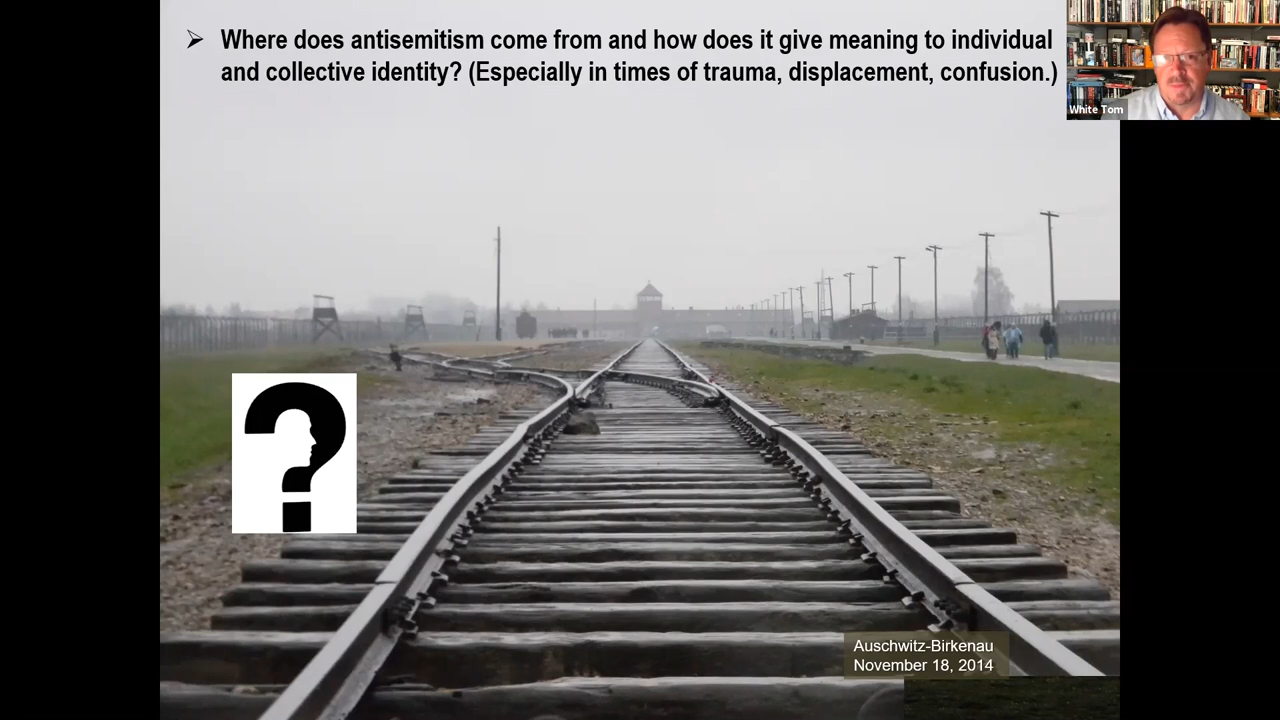 ➢ Where does antisemitism come from and how does it give meaning to individual
and collective identity? (Especially in times of trauma, displacement, confusion.)
White Tom
Auschwitz-Birkenau
November 18, 2014